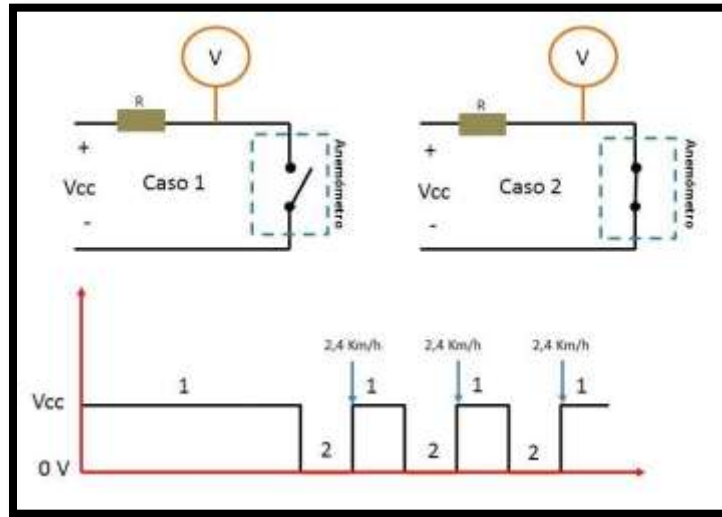 V
V
R
R
+
Vcc
-
Caso 1
Anemómetro
+
Vcc
-
Caso 2
Anemómetro
2,4 Km/h
2,4 Km/h
2,4 Km/h
1
1
1
1
Vcc
2
2
2
0 V